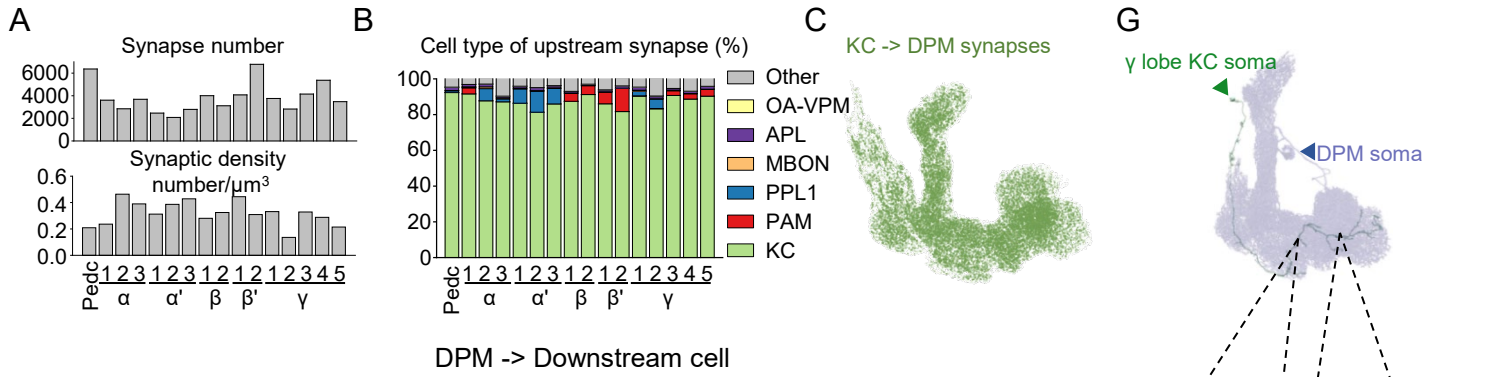 A
Synapse number
6000
4000
2000
0
Synaptic density
number/µm³
0.6
0.4
0.2
0.0
Pedc 1 2 3 1 2 3 1 2 1 2 1 2 3 4 5
α α' β β' γ
B
Cell type of upstream synapse (%)
100
80
60
40
20
0
Pedc 1 2 3 1 2 3 1 2 1 2 1 2 3 4 5
α α' β β' γ
Other
OA-VPM
APL
MBON
PPL1
PAM
KC
DPM -> Downstream cell
C
KC -> DPM synapses
G
γ lobe KC soma
DPM soma